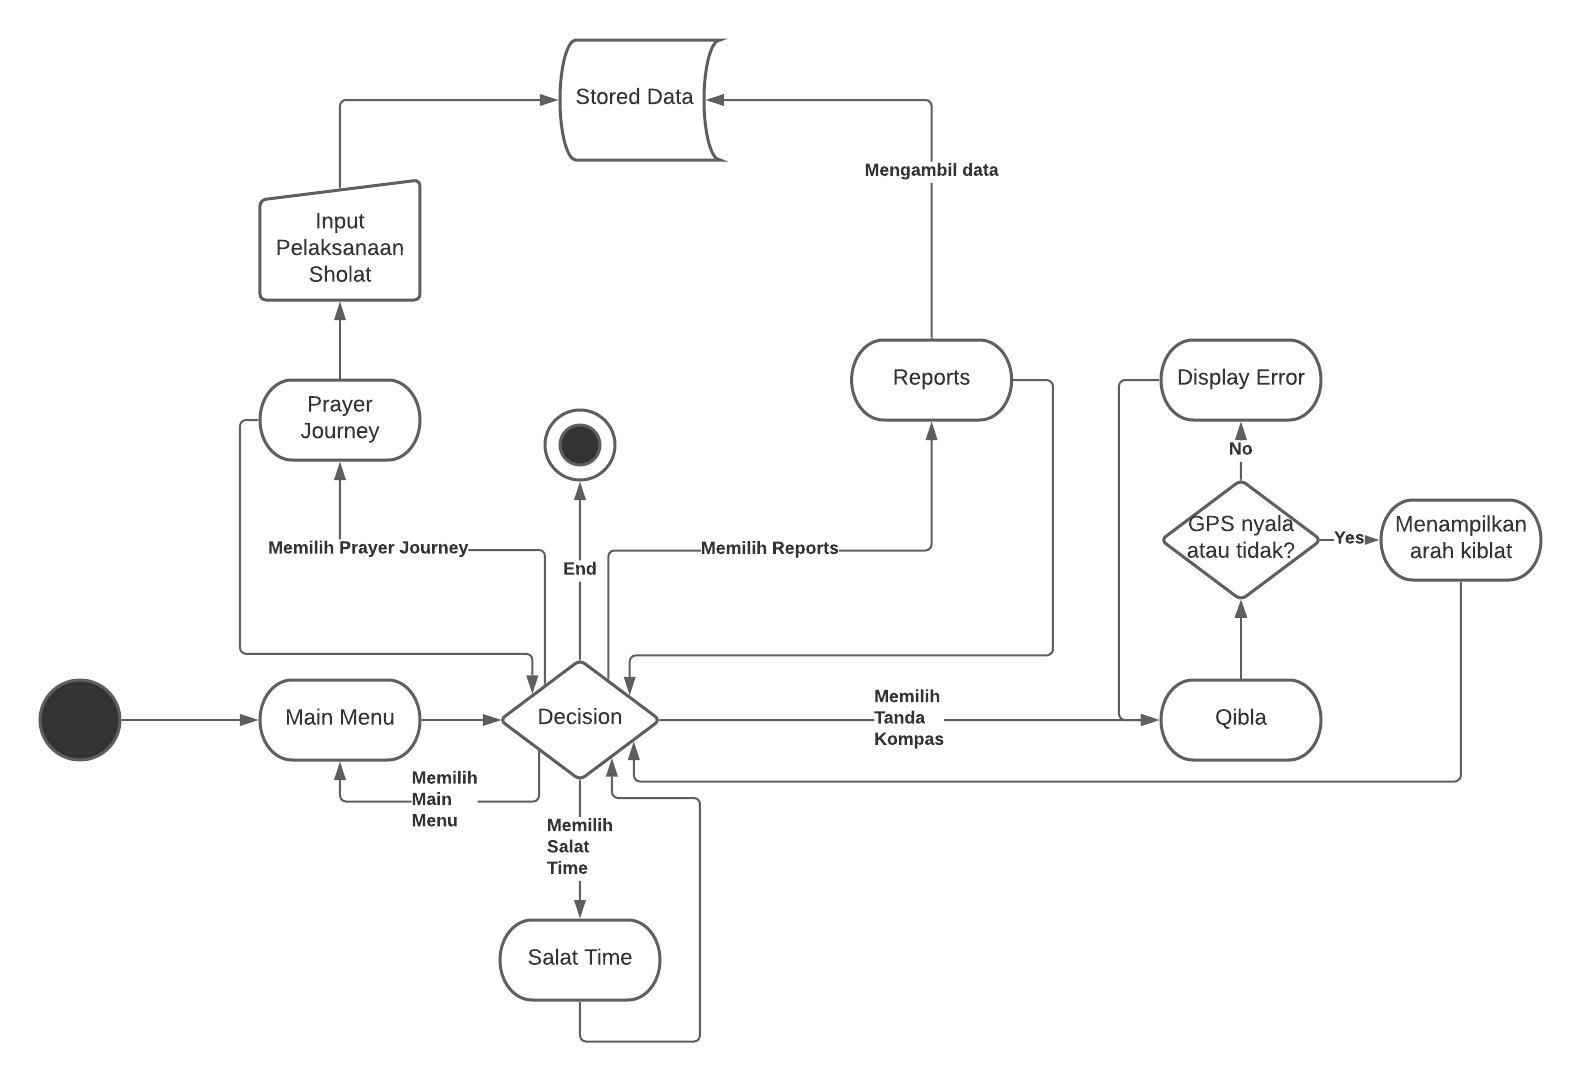 Stored Data
Mengambil data
Input
Pelaksanaan
Sholat
Reports
Display Error
Prayer
Journey
No
GPS nyala
atau tidak?
Yes
Menampilkan
arah kiblat
Memilih Prayer Journey
End
Memilih Reports
Main Menu
Decision
Memilih
Tanda
Kompas
Qibla
Memilih
Main
Menu
Memilih
Salat
Time
Salat Time